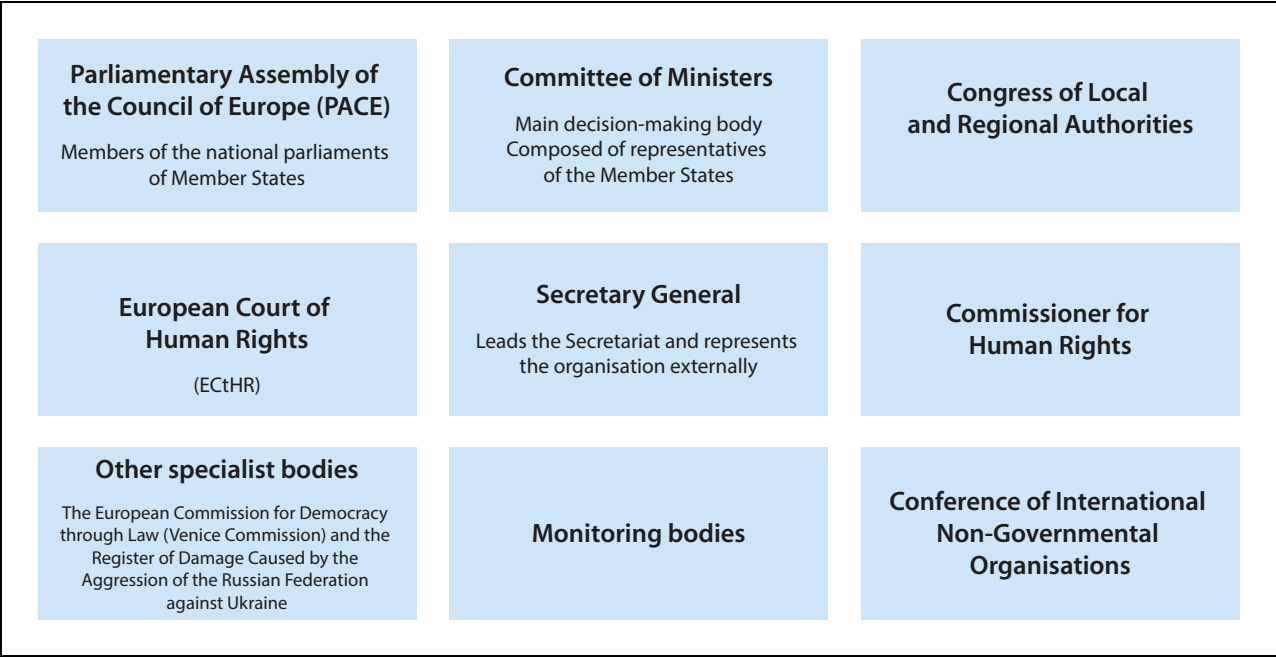 Parliamentary Assembly of
the Council of Europe (PACE)
Members of the national parliaments
of Member States
Committee of Ministers
Main decision-making body
Composed of representatives
of the Member States
Congress of Local
and Regional Authorities
European Court of
Human Rights
(ECtHR)
Secretary General
Leads the Secretariat and represents
the organisation externally
Commissioner for
Human Rights
Other specialist bodies
The European Commission for Democracy
through Law (Venice Commission) and the
Register of Damage Caused by the
Aggression of the Russian Federation
against Ukraine
Monitoring bodies
Conference of International
Non-Governmental
Organisations